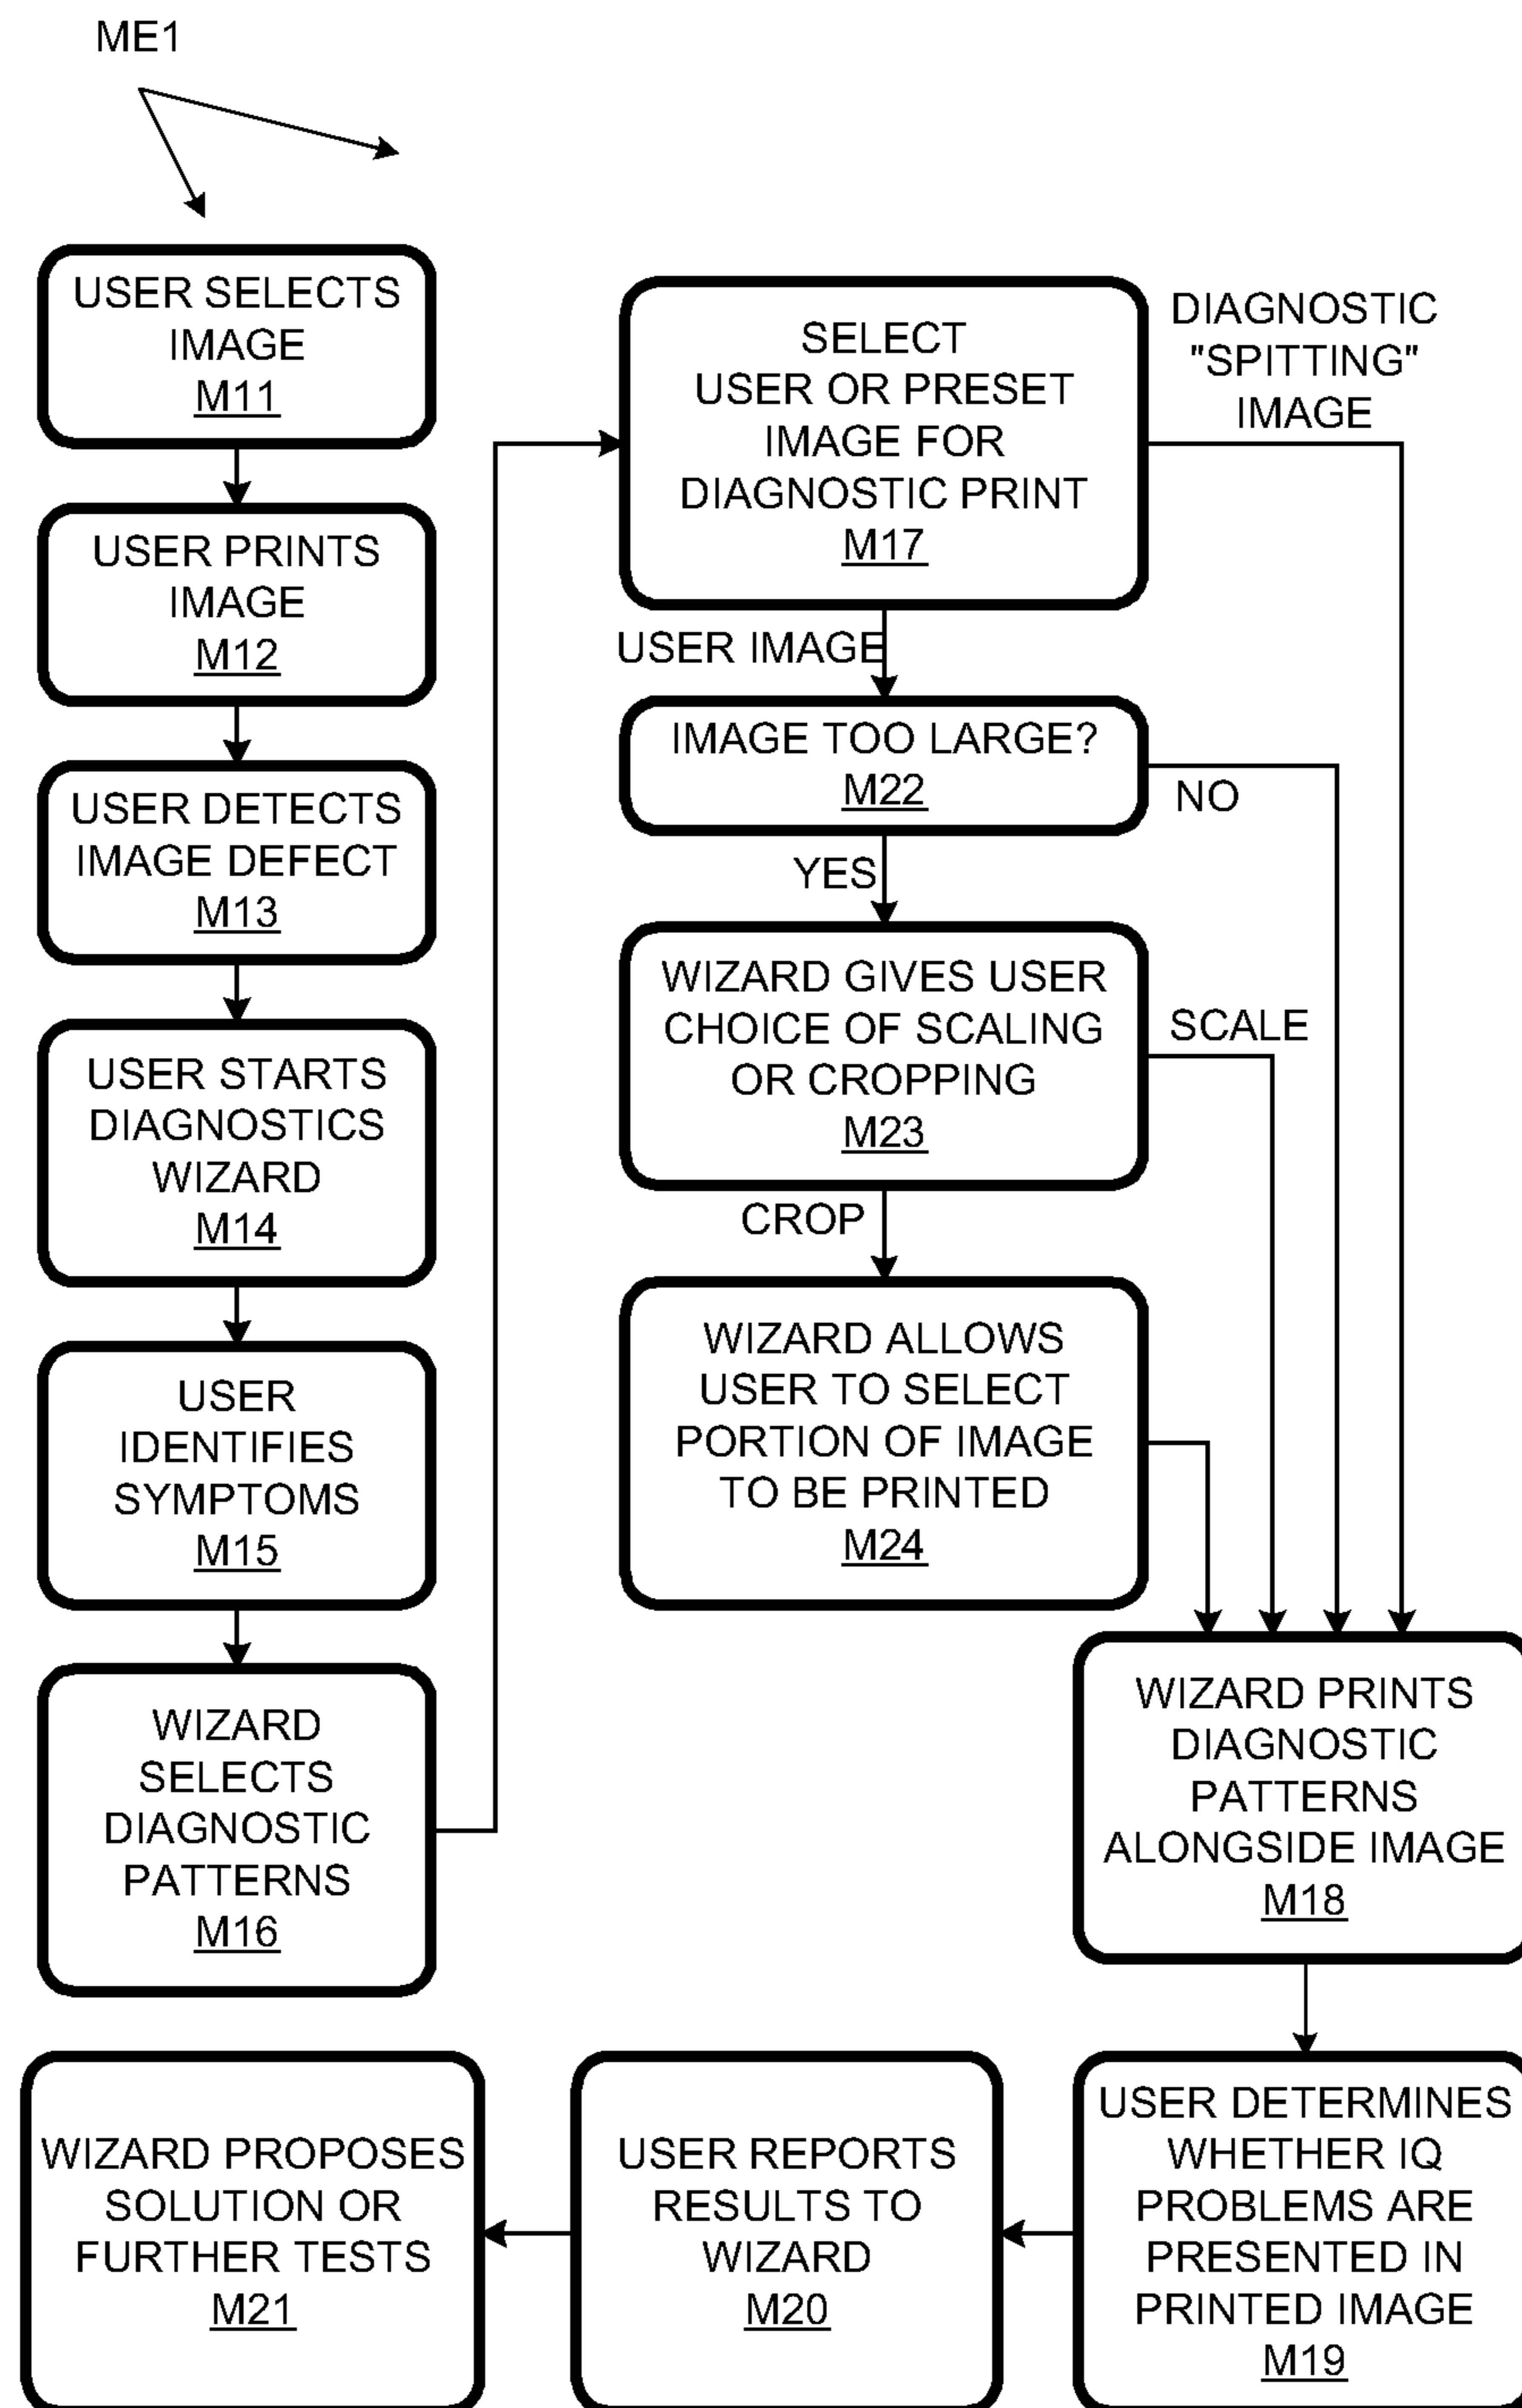 ME1
USER SELECTS
IMAGE
M11
USER PRINTS
IMAGE
M12
USER DETECTS
IMAGE DEFECT
M13
USER STARTS
DIAGNOSTICS
WIZARD
M14
USER
IDENTIFIES
SYMPTOMS
M15
WIZARD
SELECTS
DIAGNOSTIC
PATTERNS
M16
SELECT
USER OR PRESET
IMAGE FOR
DIAGNOSTIC PRINT
M17
DIAGNOSTIC
"SPITTING"
IMAGE
USER IMAGE
IMAGE TOO LARGE?
M22
NO
YES
WIZARD GIVES USER
CHOICE OF SCALING
OR CROPPING
M23
SCALE
CROP
WIZARD ALLOWS
USER TO SELECT
PORTION OF IMAGE
TO BE PRINTED
M24
WIZARD PRINTS
DIAGNOSTIC
PATTERNS
ALONGSIDE IMAGE
M18
USER DETERMINES
WHETHER IQ
PROBLEMS ARE
PRESENTED IN
PRINTED IMAGE
M19
USER REPORTS
RESULTS TO
WIZARD
M20
WIZARD PROPOSES
SOLUTION OR
FURTHER TESTS
M21